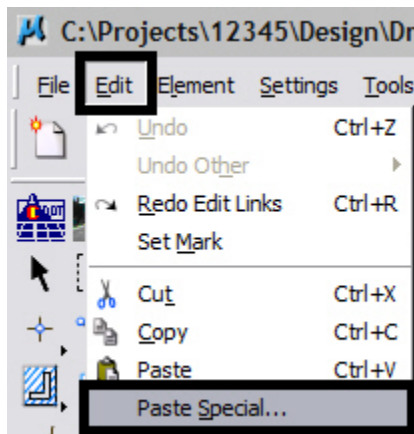 C:\Projects\12345\Design\Dr
File Edit Element Settings Tools
Undo Ctrl+Z
Undo Other
Redo Edit Links Ctrl+R
Set Mark
Cut Ctrl+X
Copy Ctrl+C
Paste Ctrl+V
Paste Special...